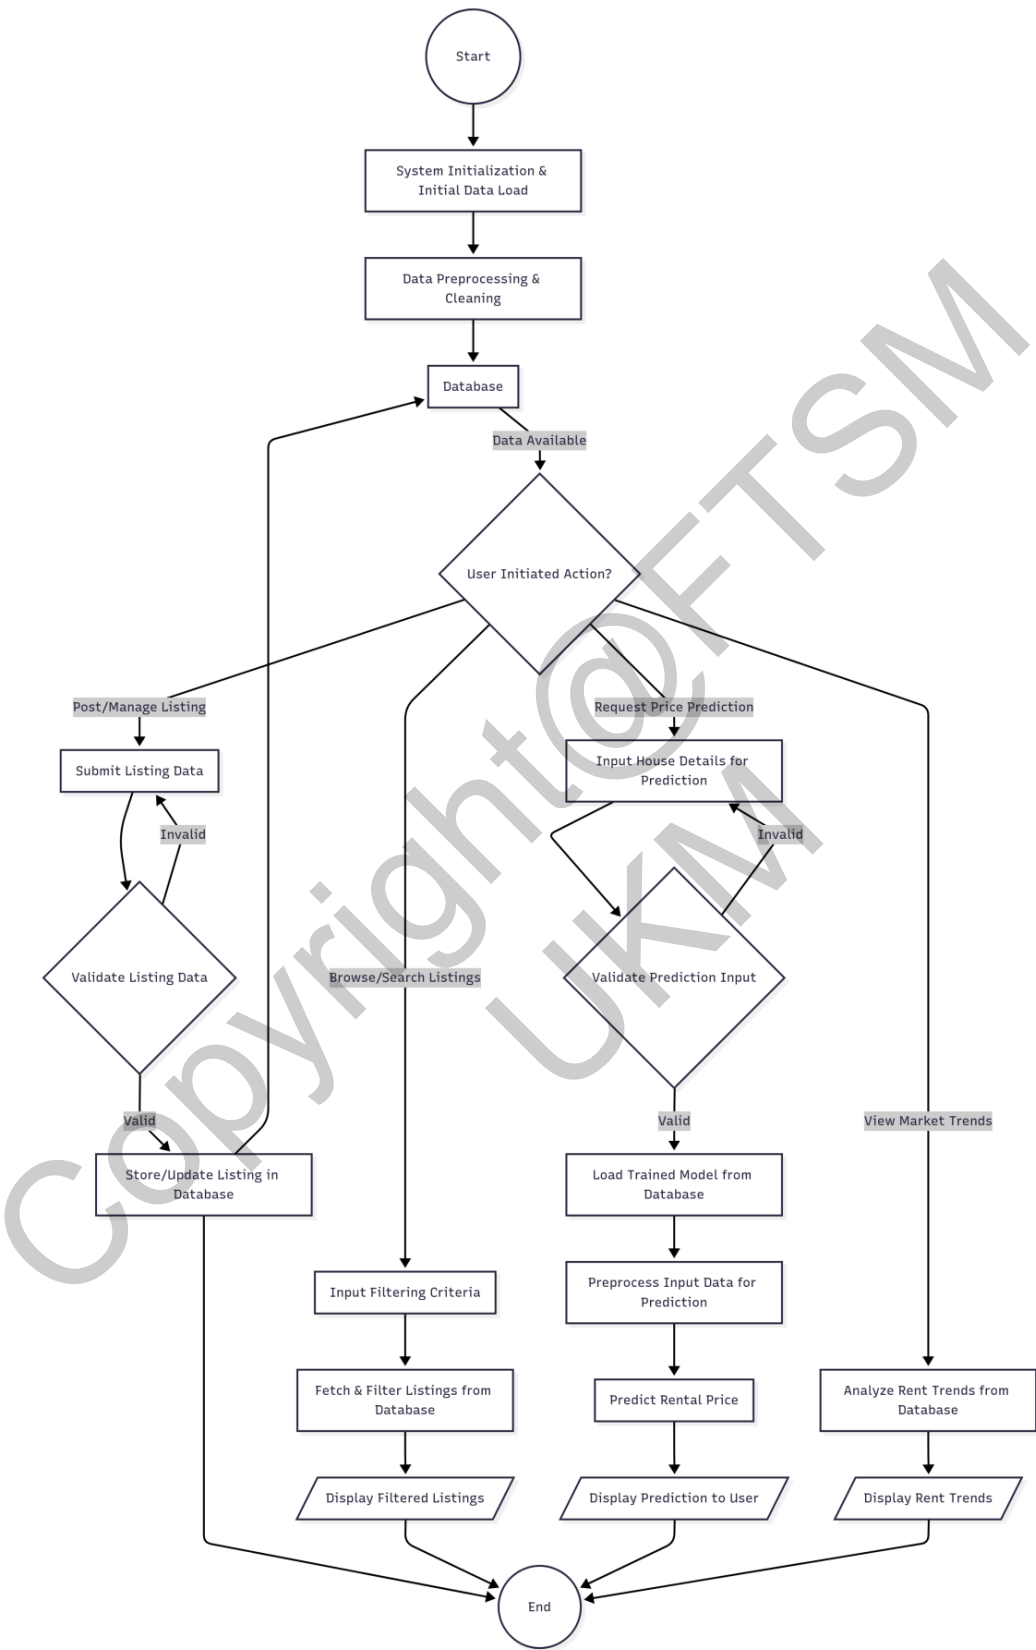 Start
System Initialization &
Initial Data Load
Data Preprocessing &
Cleaning
Database
Data Available
User Initiated Action?
Post/Manage Listing
Request Price Prediction
Submit Listing Data
Input House Details for
Prediction
Invalid
Invalid
Validate Listing Data
Browse/Search Listings
Validate Prediction Input
Valid
Valid
View Market Trends
Store/Update Listing in
Database
Load Trained Model from
Database
Input Filtering Criteria
Preprocess Input Data for
Prediction
Fetch & Filter Listings from
Database
Predict Rental Price
Analyze Rent Trends from
Database
Display Filtered Listings
Display Prediction to User
Display Rent Trends
End
Copyright@FTSM
UKM